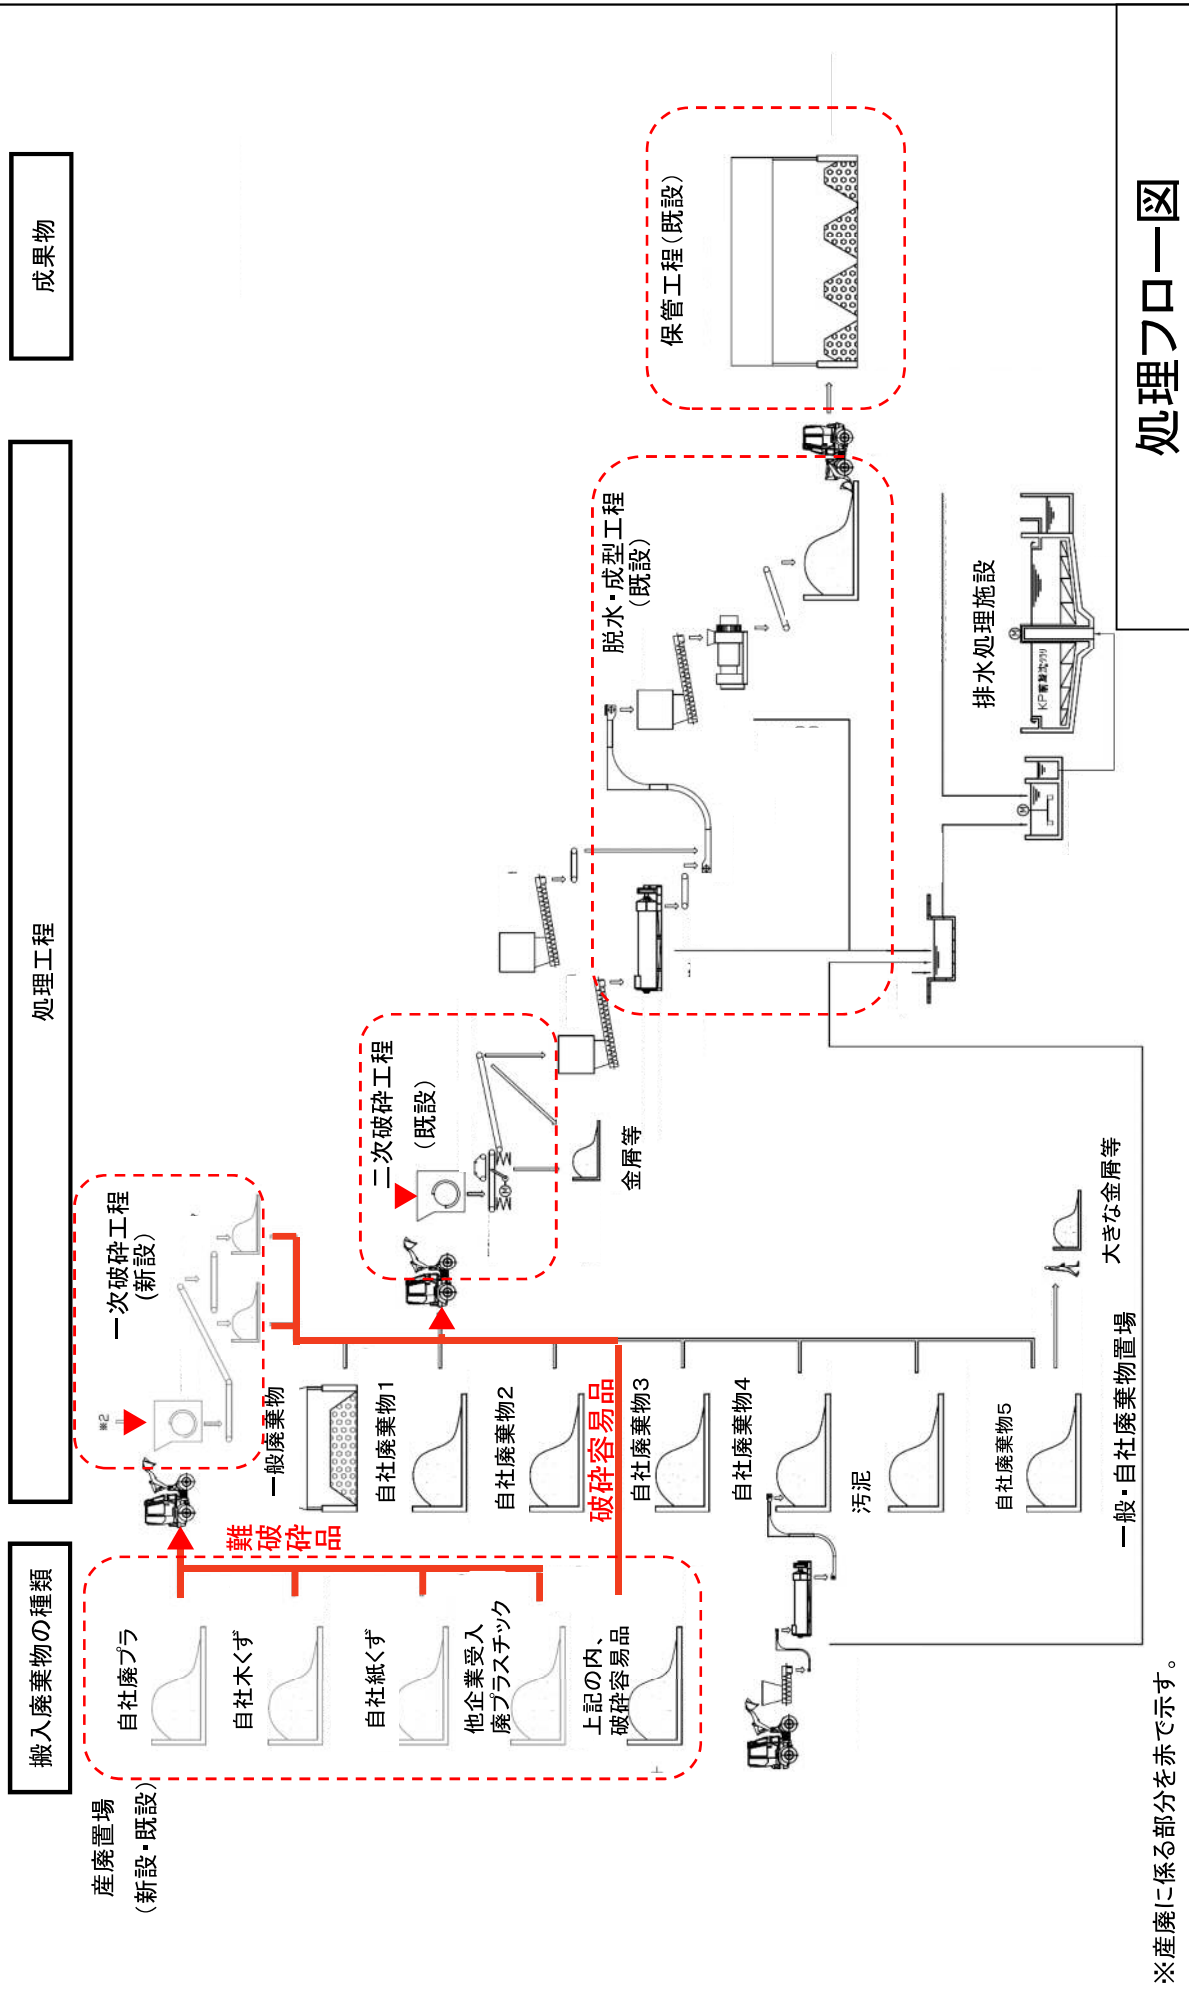 搬入廃棄物の種類
処理工程
成果物
産廃置場
（新設・既設）
自社廃プラ
自社木くず
自社紙くず
他企業受入
廃プラスチック
上記の内、
破砕容易品
難
破
砕
品
破砕容易品
※2
一次破砕工程
(新設)
一般廃棄物
自社廃棄物1
自社廃棄物2
自社廃棄物3
自社廃棄物4
汚泥
自社廃棄物5
一般・自社廃棄物置場
二次破砕工程
（既設）
金屑等
大きな金屑等
脱水・成型工程
（既設）
保管工程（既設）
排水処理施設
M
M
M
処理フロー図
※産廃に係る部分を赤で示す。